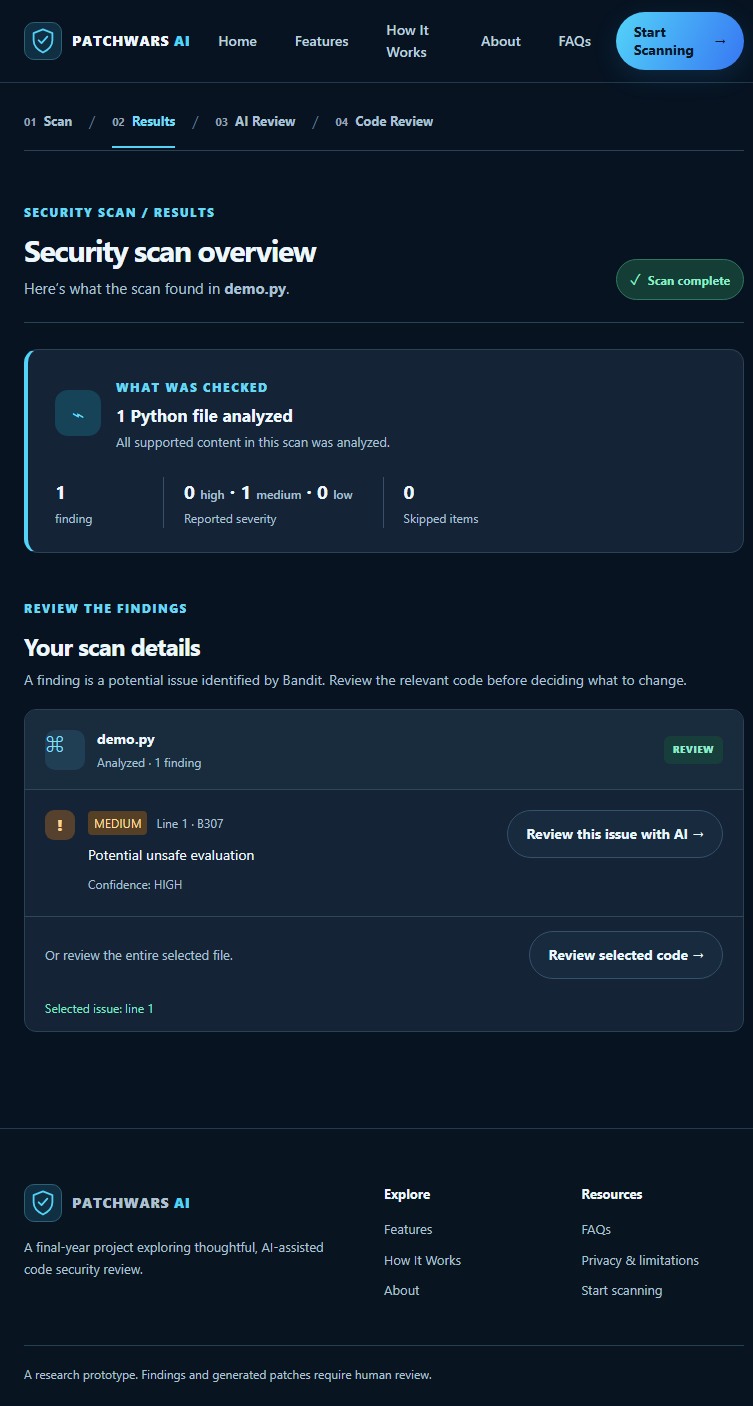 PATCHWARS AI
Home
Features
How It
Works
About
FAQs
Start
Scanning →
01 Scan / 02 Results / 03 AI Review / 04 Code Review
SECURITY SCAN / RESULTS
Security scan overview
Here's what the scan found in demo.py.
✓ Scan complete
WHAT WAS CHECKED
1 Python file analyzed
All supported content in this scan was analyzed.
1
finding
0 high · 1 medium · 0 low
Reported severity
0
Skipped items
REVIEW THE FINDINGS
Your scan details
A finding is a potential issue identified by Bandit. Review the relevant code before deciding what to change.
demo.py
Analyzed · 1 finding
REVIEW
!
MEDIUM Line 1 · B307
Potential unsafe evaluation
Confidence: HIGH
Review this issue with AI →
Or review the entire selected file.
Review selected code →
Selected issue: line 1
PATCHWARS AI
A final-year project exploring thoughtful, AI-assisted
code security review.
Explore
Features
How It Works
About
Resources
FAQs
Privacy & limitations
Start scanning
A research prototype. Findings and generated patches require human review.